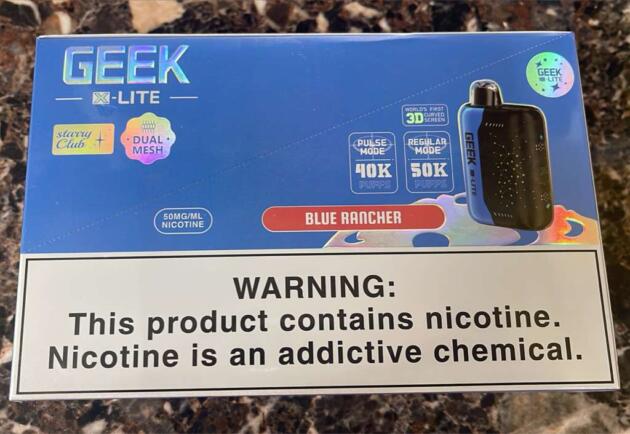 GEEK
X-LITE
starry
Club
DUAL
MESH
WORLD'S FIRST
3D CURVED
SCREEN
PULSE
MODE
40K
PUFFS
REGULAR
MODE
50K
PUFFS
GEEK
X-LITE
GEEK X-LITE
50MG/ML
NICOTINE
BLUE RANCHER
WARNING:
This product contains nicotine.
Nicotine is an addictive chemical.